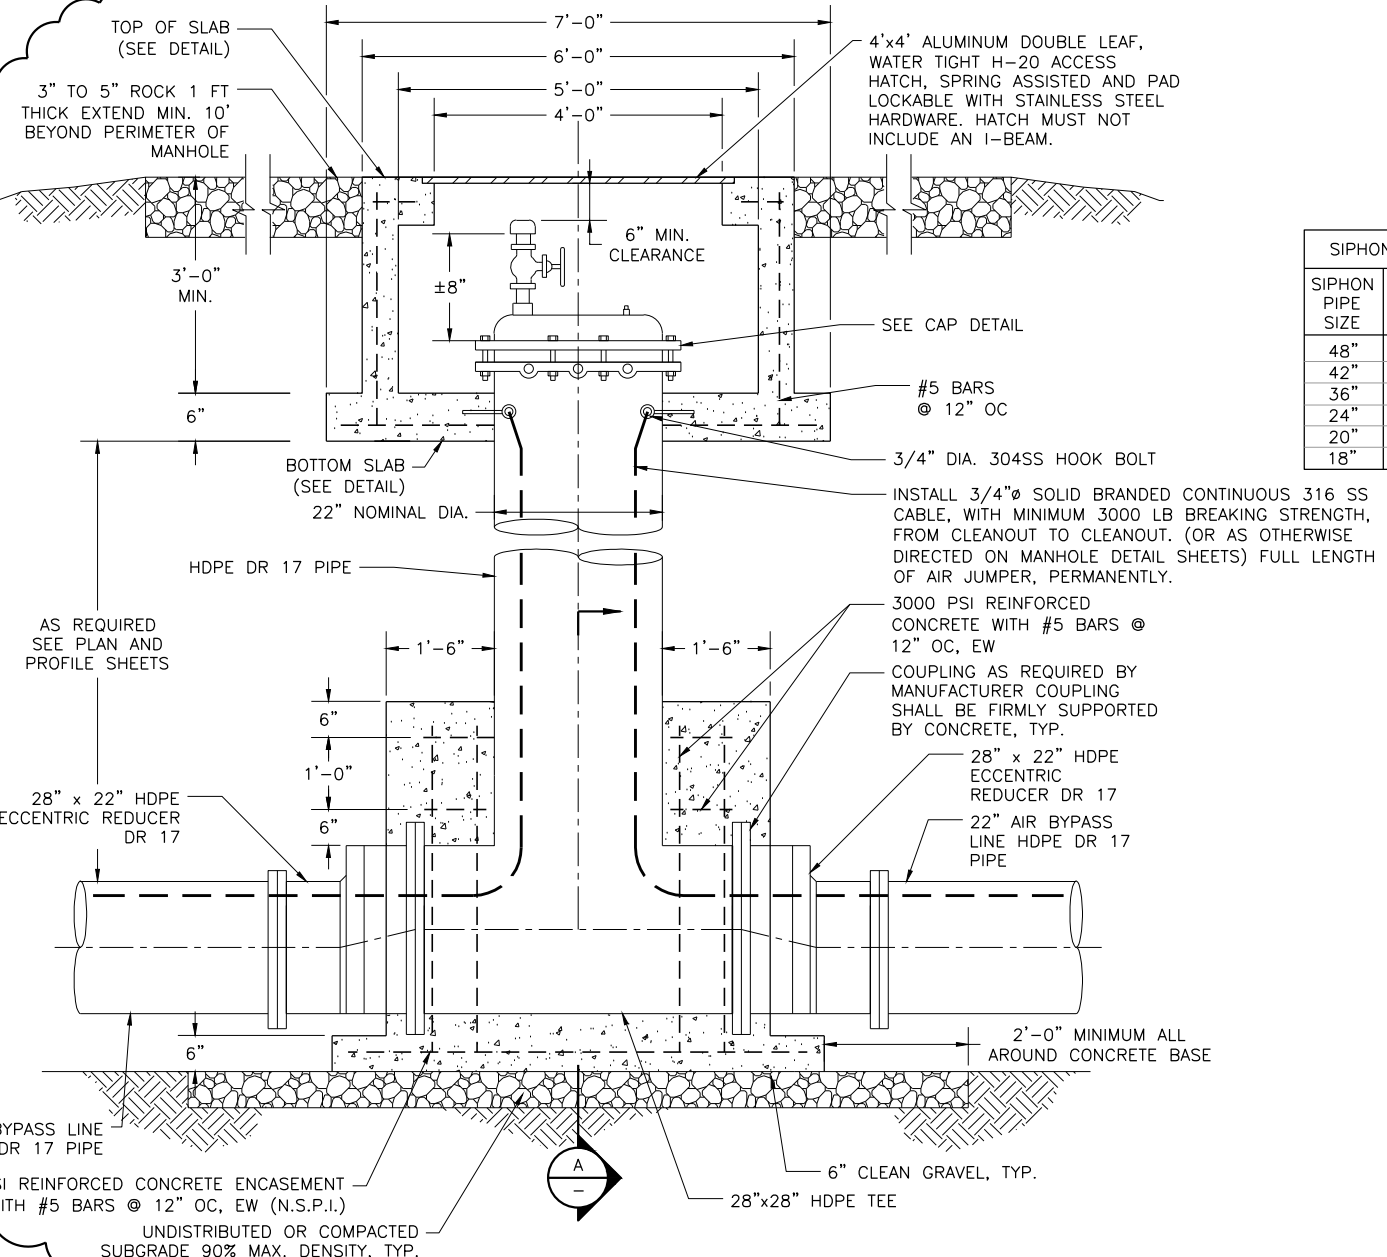 7'-0"
6'-0"
5'-0"
4'-0"
TOP OF SLAB
(SEE DETAIL)
3" TO 5" ROCK 1 FT
THICK EXTEND MIN. 10'
BEYOND PERIMETER OF
MANHOLE
4'x4' ALUMINUM DOUBLE LEAF,
WATER TIGHT H-20 ACCESS
HATCH, SPRING ASSISTED AND PAD
LOCKABLE WITH STAINLESS STEEL
HARDWARE. HATCH MUST NOT
INCLUDE AN I-BEAM.
6" MIN.
CLEARANCE
3'-0"
MIN.
±8"
SIPHON
SIPHON
PIPE
SIZE
48"
42"
36"
24"
20"
18"
SEE CAP DETAIL
#5 BARS
@ 12" OC
6"
3/4" DIA. 304SS HOOK BOLT
BOTTOM SLAB
(SEE DETAIL)
22" NOMINAL DIA.
INSTALL 3/4"ø SOLID BRANDED CONTINUOUS 316 SS
CABLE, WITH MINIMUM 3000 LB BREAKING STRENGTH,
FROM CLEANOUT TO CLEANOUT. (OR AS OTHERWISE
DIRECTED ON MANHOLE DETAIL SHEETS) FULL LENGTH
OF AIR JUMPER, PERMANENTLY.
HDPE DR 17 PIPE
AS REQUIRED
SEE PLAN AND
PROFILE SHEETS
3000 PSI REINFORCED
CONCRETE WITH #5 BARS @
12" OC, EW
1'-6"
1'-6"
COUPLING AS REQUIRED BY
MANUFACTURER COUPLING
SHALL BE FIRMLY SUPPORTED
BY CONCRETE, TYP.
6"
1'-0"
6"
28" x 22" HDPE
ECCENTRIC
REDUCER DR 17
28" x 22" HDPE
ECCENTRIC REDUCER
DR 17
22" AIR BYPASS
LINE HDPE DR 17
PIPE
6"
2'-0" MINIMUM ALL
AROUND CONCRETE BASE
BYPASS LINE
DR 17 PIPE
A
-
6" CLEAN GRAVEL, TYP.
REINFORCED CONCRETE ENCASEMENT
WITH #5 BARS @ 12" OC, EW (N.S.P.I.)
28"x28" HDPE TEE
UNDISTRIBUTED OR COMPACTED
SUBGRADE 90% MAX. DENSITY, TYP.